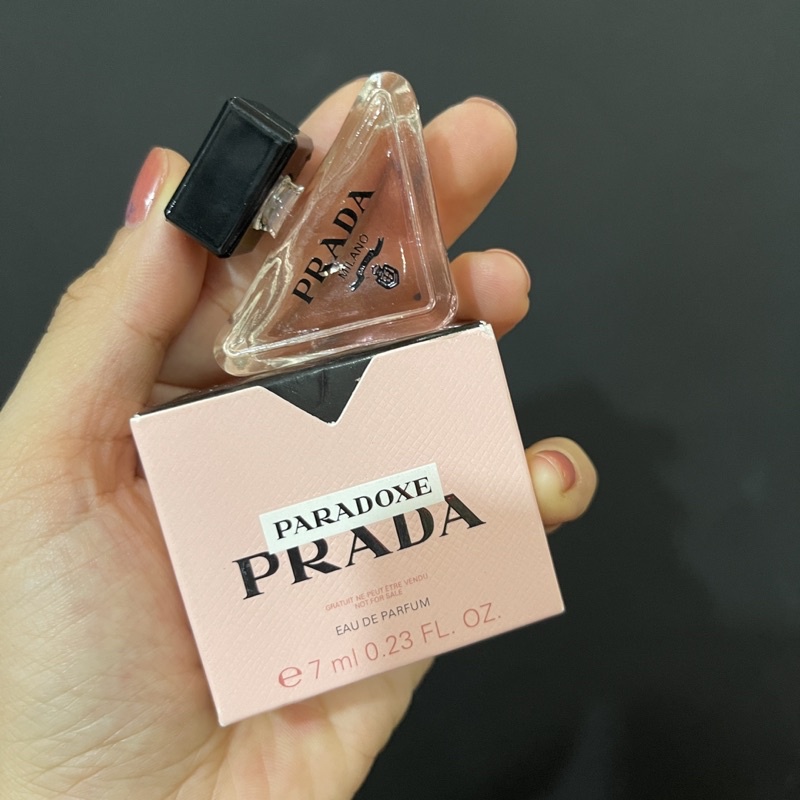 PRADA
MILANO
PARADOXE
PRADA
GRATUIT NE PEUT ÊTRE VENDU
NOT FOR SALE
EAU DE PARFUM
℮ 7 ml 0.23 FL. OZ.